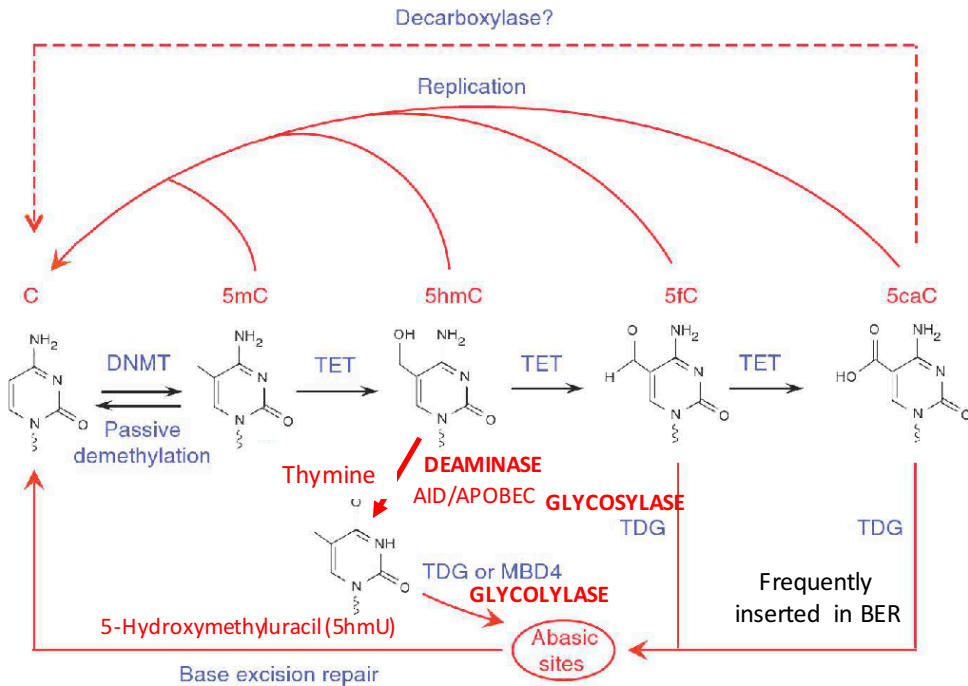 Decarboxylase?
Replication
C
5mC
5hmC
5fC
5caC
NH2
N
N
O
DNMT
Passive
demethylation
NH2
N
N
O
TET
OH
NH2
N
N
O
TET
O
NH2
H
N
N
O
TET
O
NH2
HO
N
N
O
Thymine
DEAMINASE
AID/APOBEC
GLYCOSYLASE
O
NH
N
O
TDG
TDG
TDG or MBD4
GLYCOLYLASE
Frequently
inserted in BER
5-Hydroxymethyluracil (5hmU)
Abasic
sites
Base excision repair